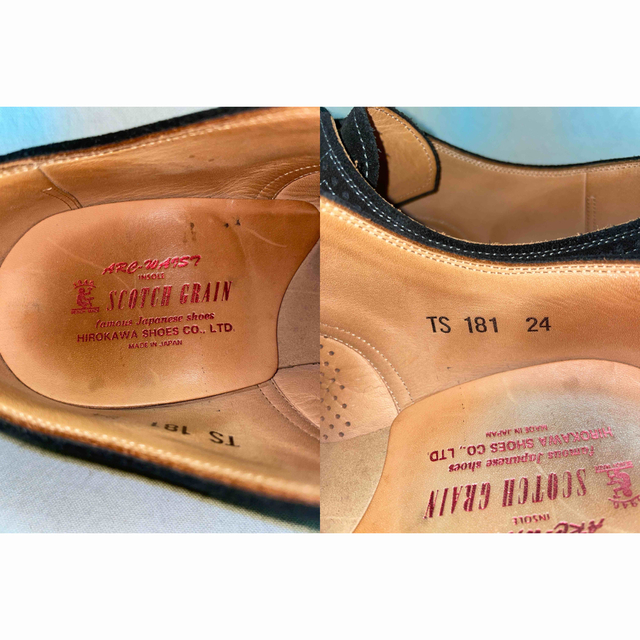 ARC-WAIST
INSOLE
SCOTCH GRAIN
famous Japanese shoes
HIROKAWA SHOES CO., LTD.
MADE IN JAPAN
TS 181
TS 181 24
MADE IN JAPAN
HIROKAWA SHOES CO., LTD
famous Japanese shoes
SCOTCH GRAIN
INSOLE